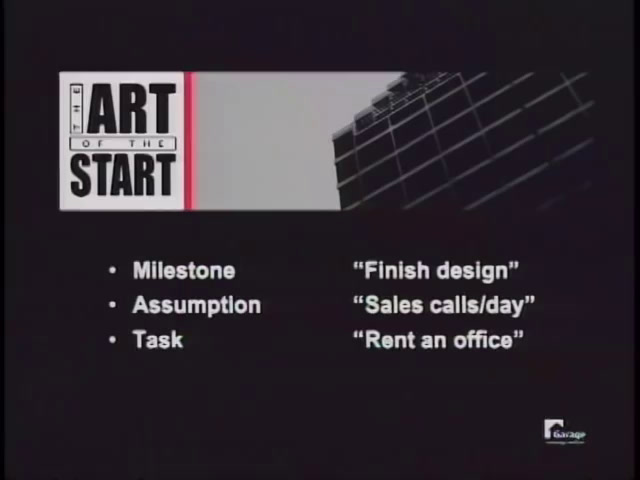 THE
ART
OF THE
START
• Milestone “Finish design”
• Assumption “Sales calls/day”
• Task “Rent an office”
Garage